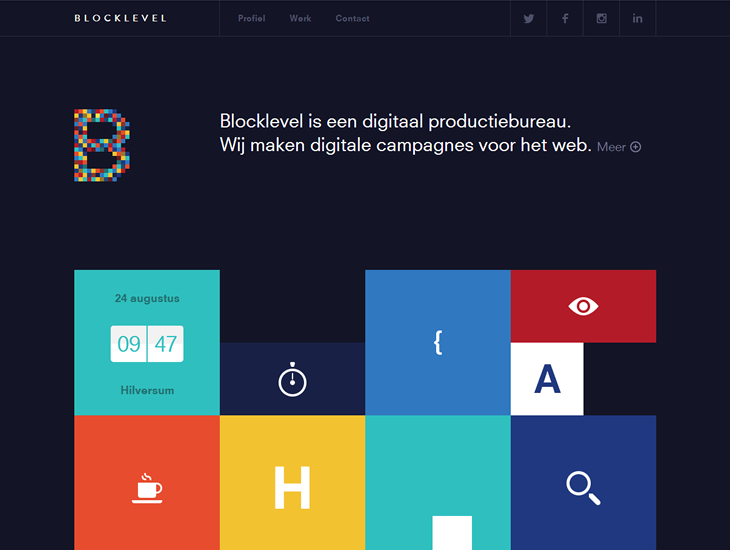 BLOCKLEVEL
Profiel Werk Contact
Blocklevel is een digitaal productiebureau.
Wij maken digitale campagnes voor het web. Meer
B
24 augustus
09 47
Hilversum
{
A
H